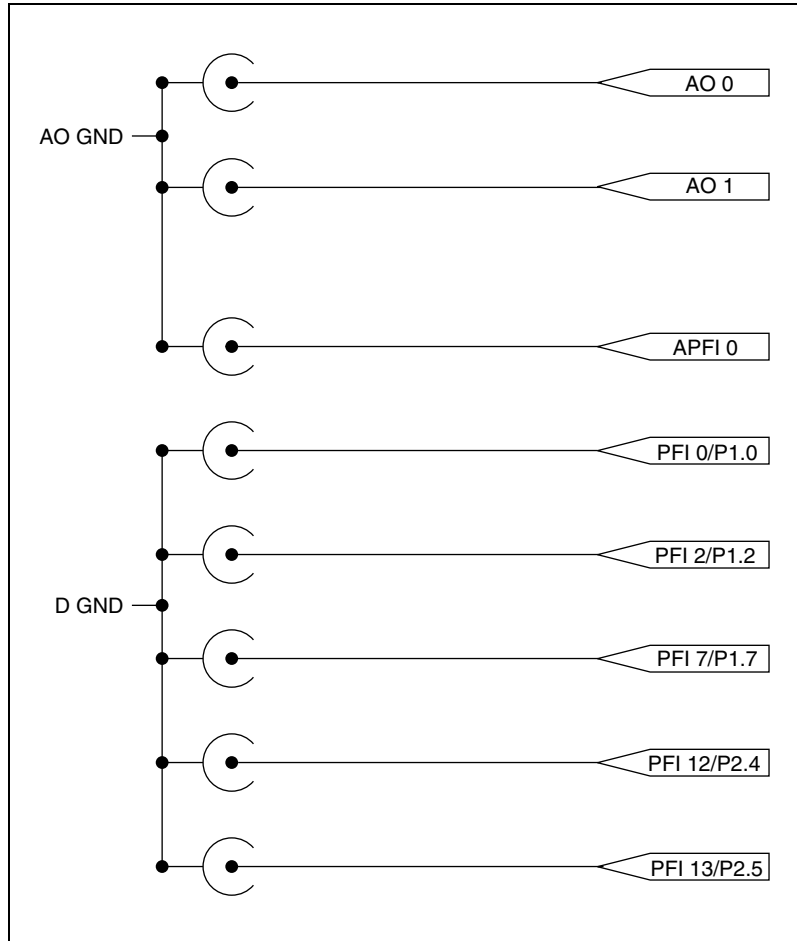 AO 0
AO GND
AO 1
APFI 0
PFI 0/P1.0
PFI 2/P1.2
D GND
PFI 7/P1.7
PFI 12/P2.4
PFI 13/P2.5